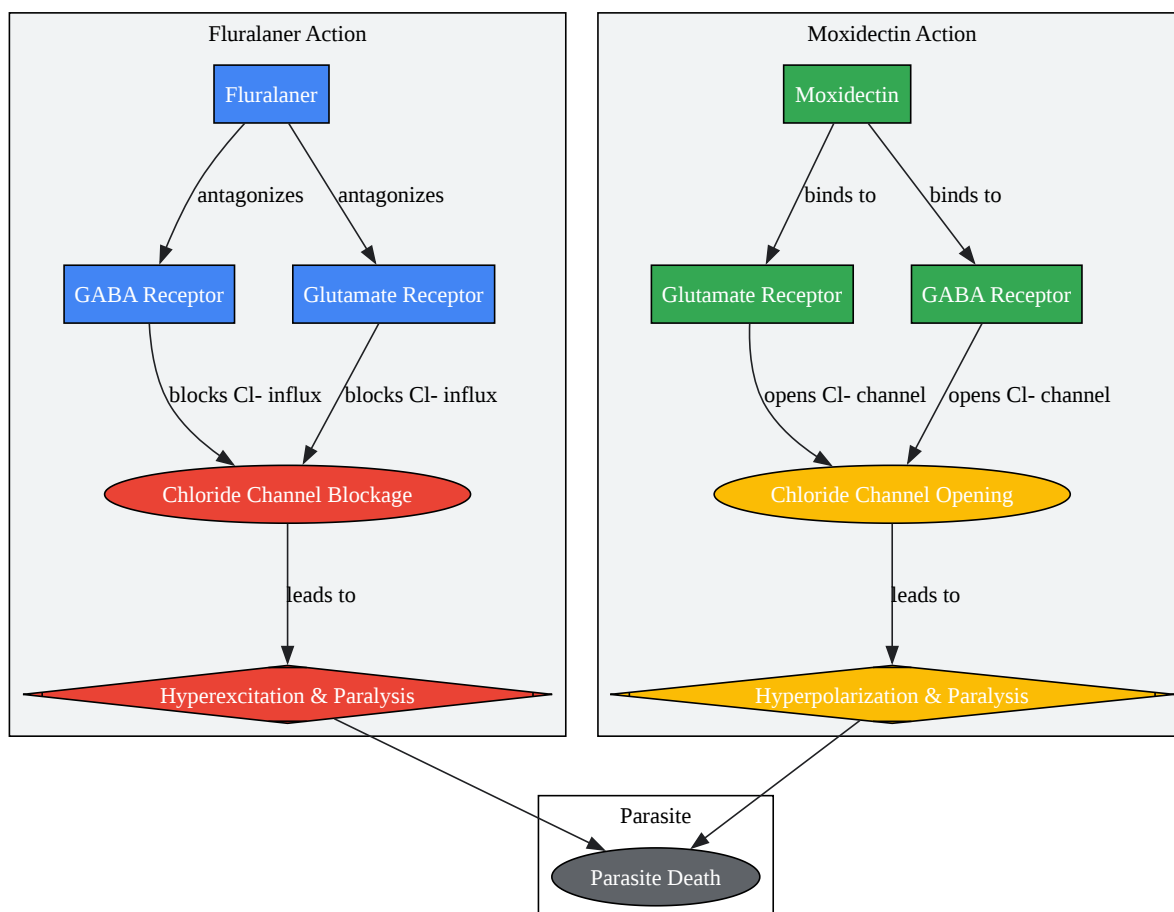 Fluralaner Action
Fluralaner
antagonizes
antagonizes
GABA Receptor
Glutamate Receptor
blocks Cl- influx
blocks Cl- influx
Chloride Channel Blockage
leads to
Hyperexcitation & Paralysis
Moxidectin Action
Moxidectin
binds to
binds to
Glutamate Receptor
GABA Receptor
opens Cl- channel
opens Cl- channel
Chloride Channel Opening
leads to
Hyperpolarization & Paralysis
Parasite
Parasite Death